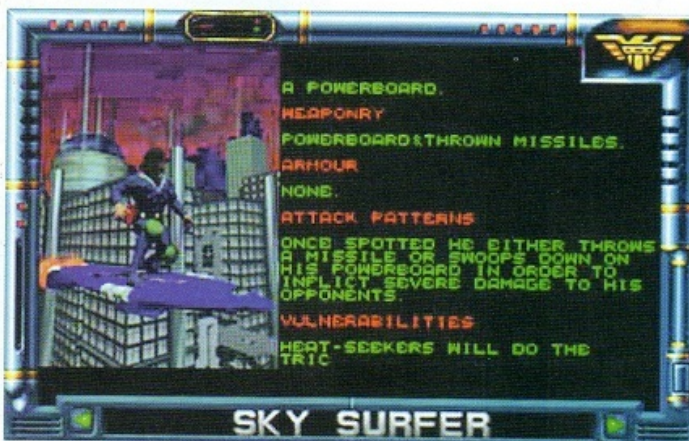 A POWERBOARD.
WEAPONRY
POWERBOARD&THROWN MISSILES.
ARMOUR
NONE.
ATTACK PATTERNS
ONCE SPOTTED HE EITHER THROWS
A MISSILE OR SWOOPS DOWN ON
HIS POWERBOARD IN ORDER TO
INFLICT SEVERE DAMAGE TO HIS
OPPONENTS.
VULNERABILITIES
HEAT-SEEKERS WILL DO THE
TRIC
SKY SURFER